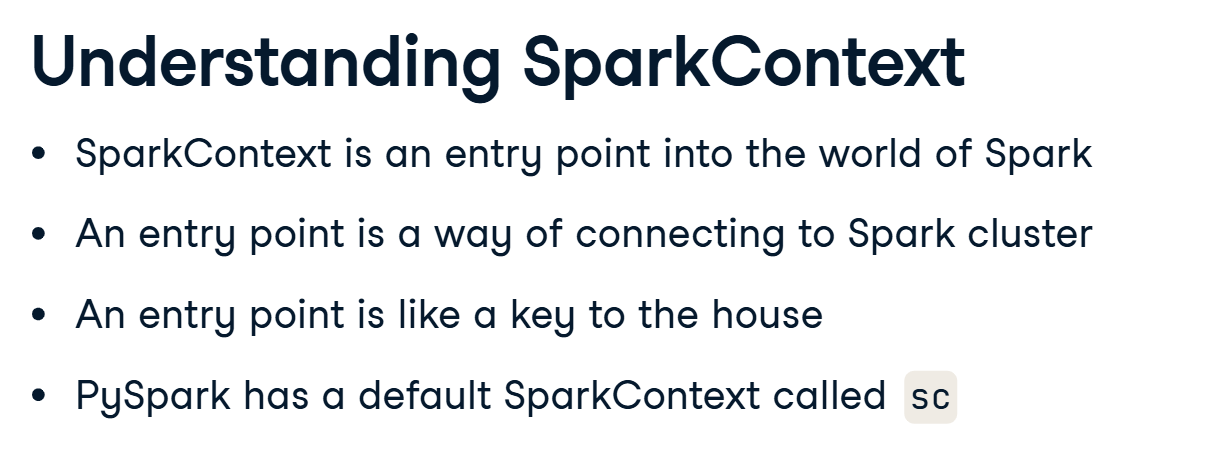 Understanding SparkContext
• SparkContext is an entry point into the world of Spark
• An entry point is a way of connecting to Spark cluster
• An entry point is like a key to the house
• PySpark has a default SparkContext called sc